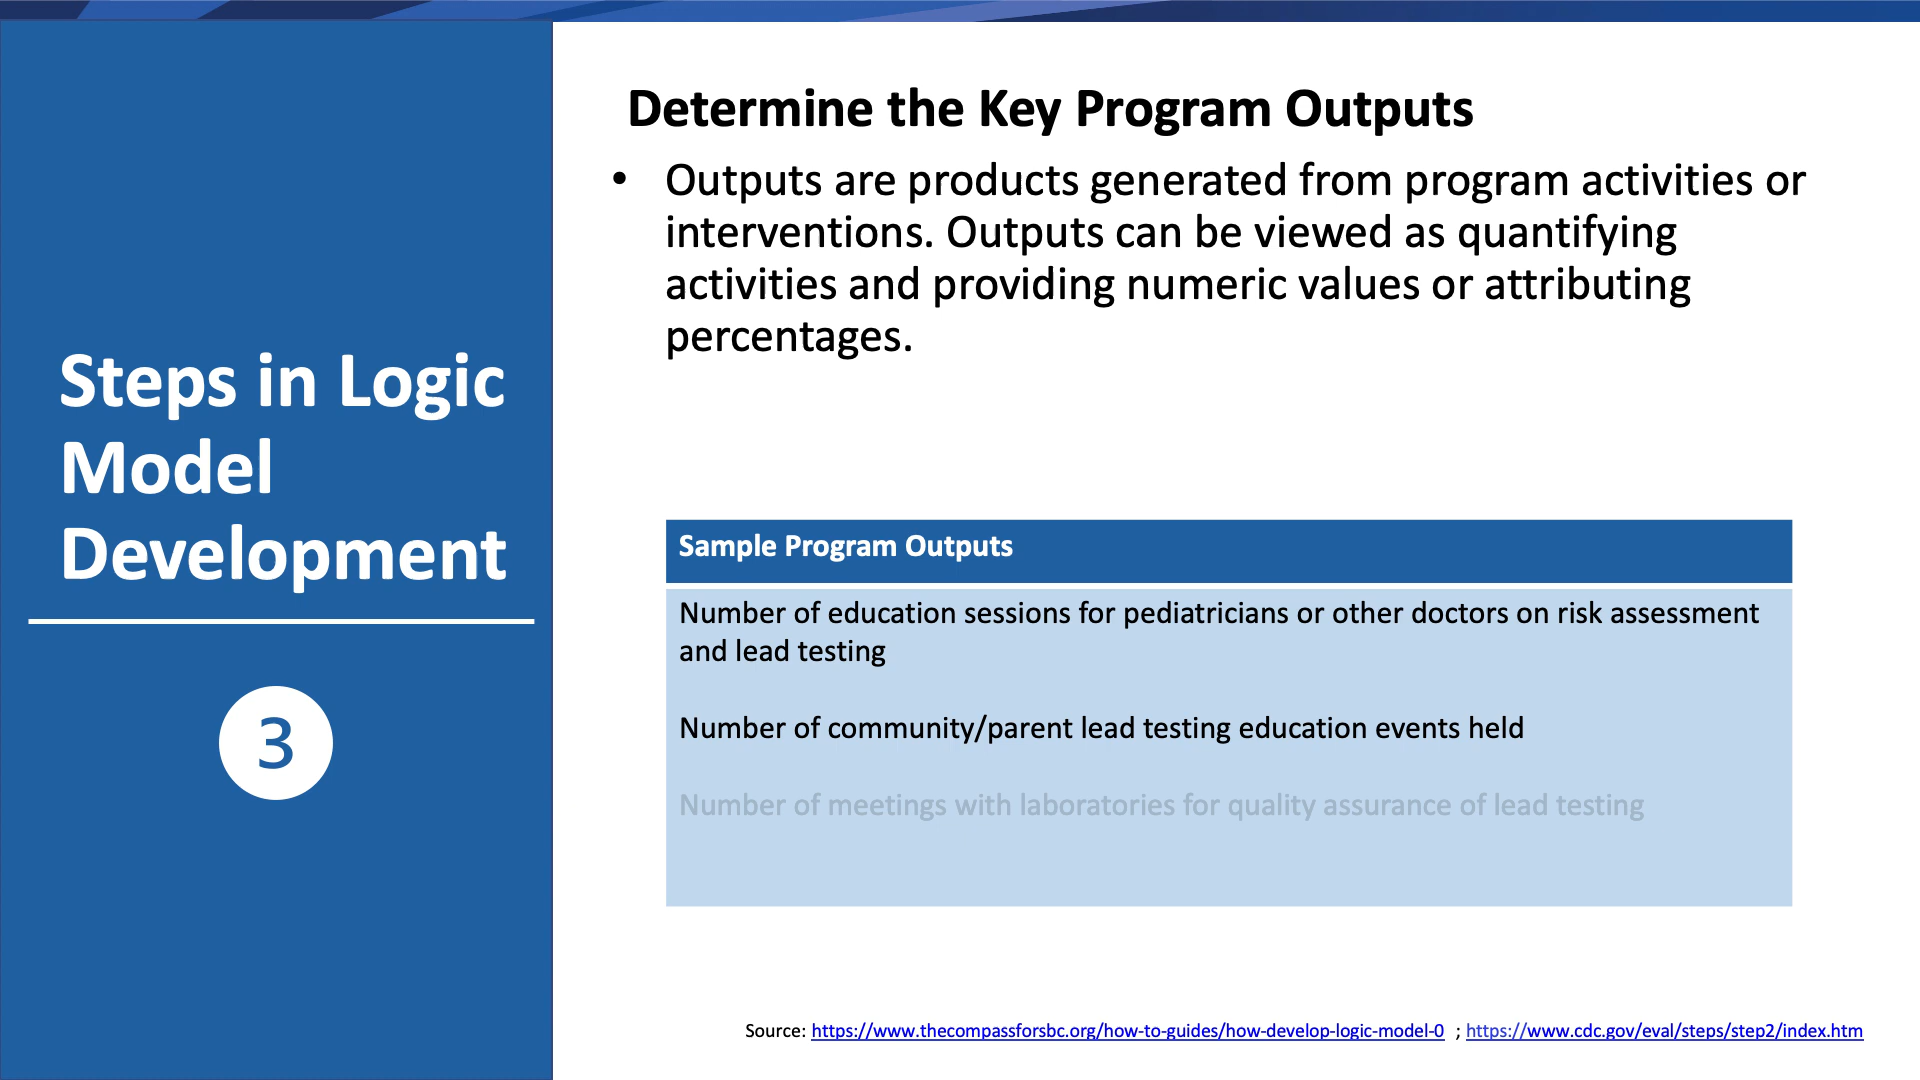 Steps in Logic
Model
Development
3
Determine the Key Program Outputs
• Outputs are products generated from program activities or
interventions. Outputs can be viewed as quantifying
activities and providing numeric values or attributing
percentages.
Sample Program Outputs
Number of education sessions for pediatricians or other doctors on risk assessment
and lead testing
Number of community/parent lead testing education events held
Number of meetings with laboratories for quality assurance of lead testing
Source: https://www.thecompassforsbc.org/how-to-guides/how-develop-logic-model-0 ; https://www.cdc.gov/eval/steps/step2/index.htm